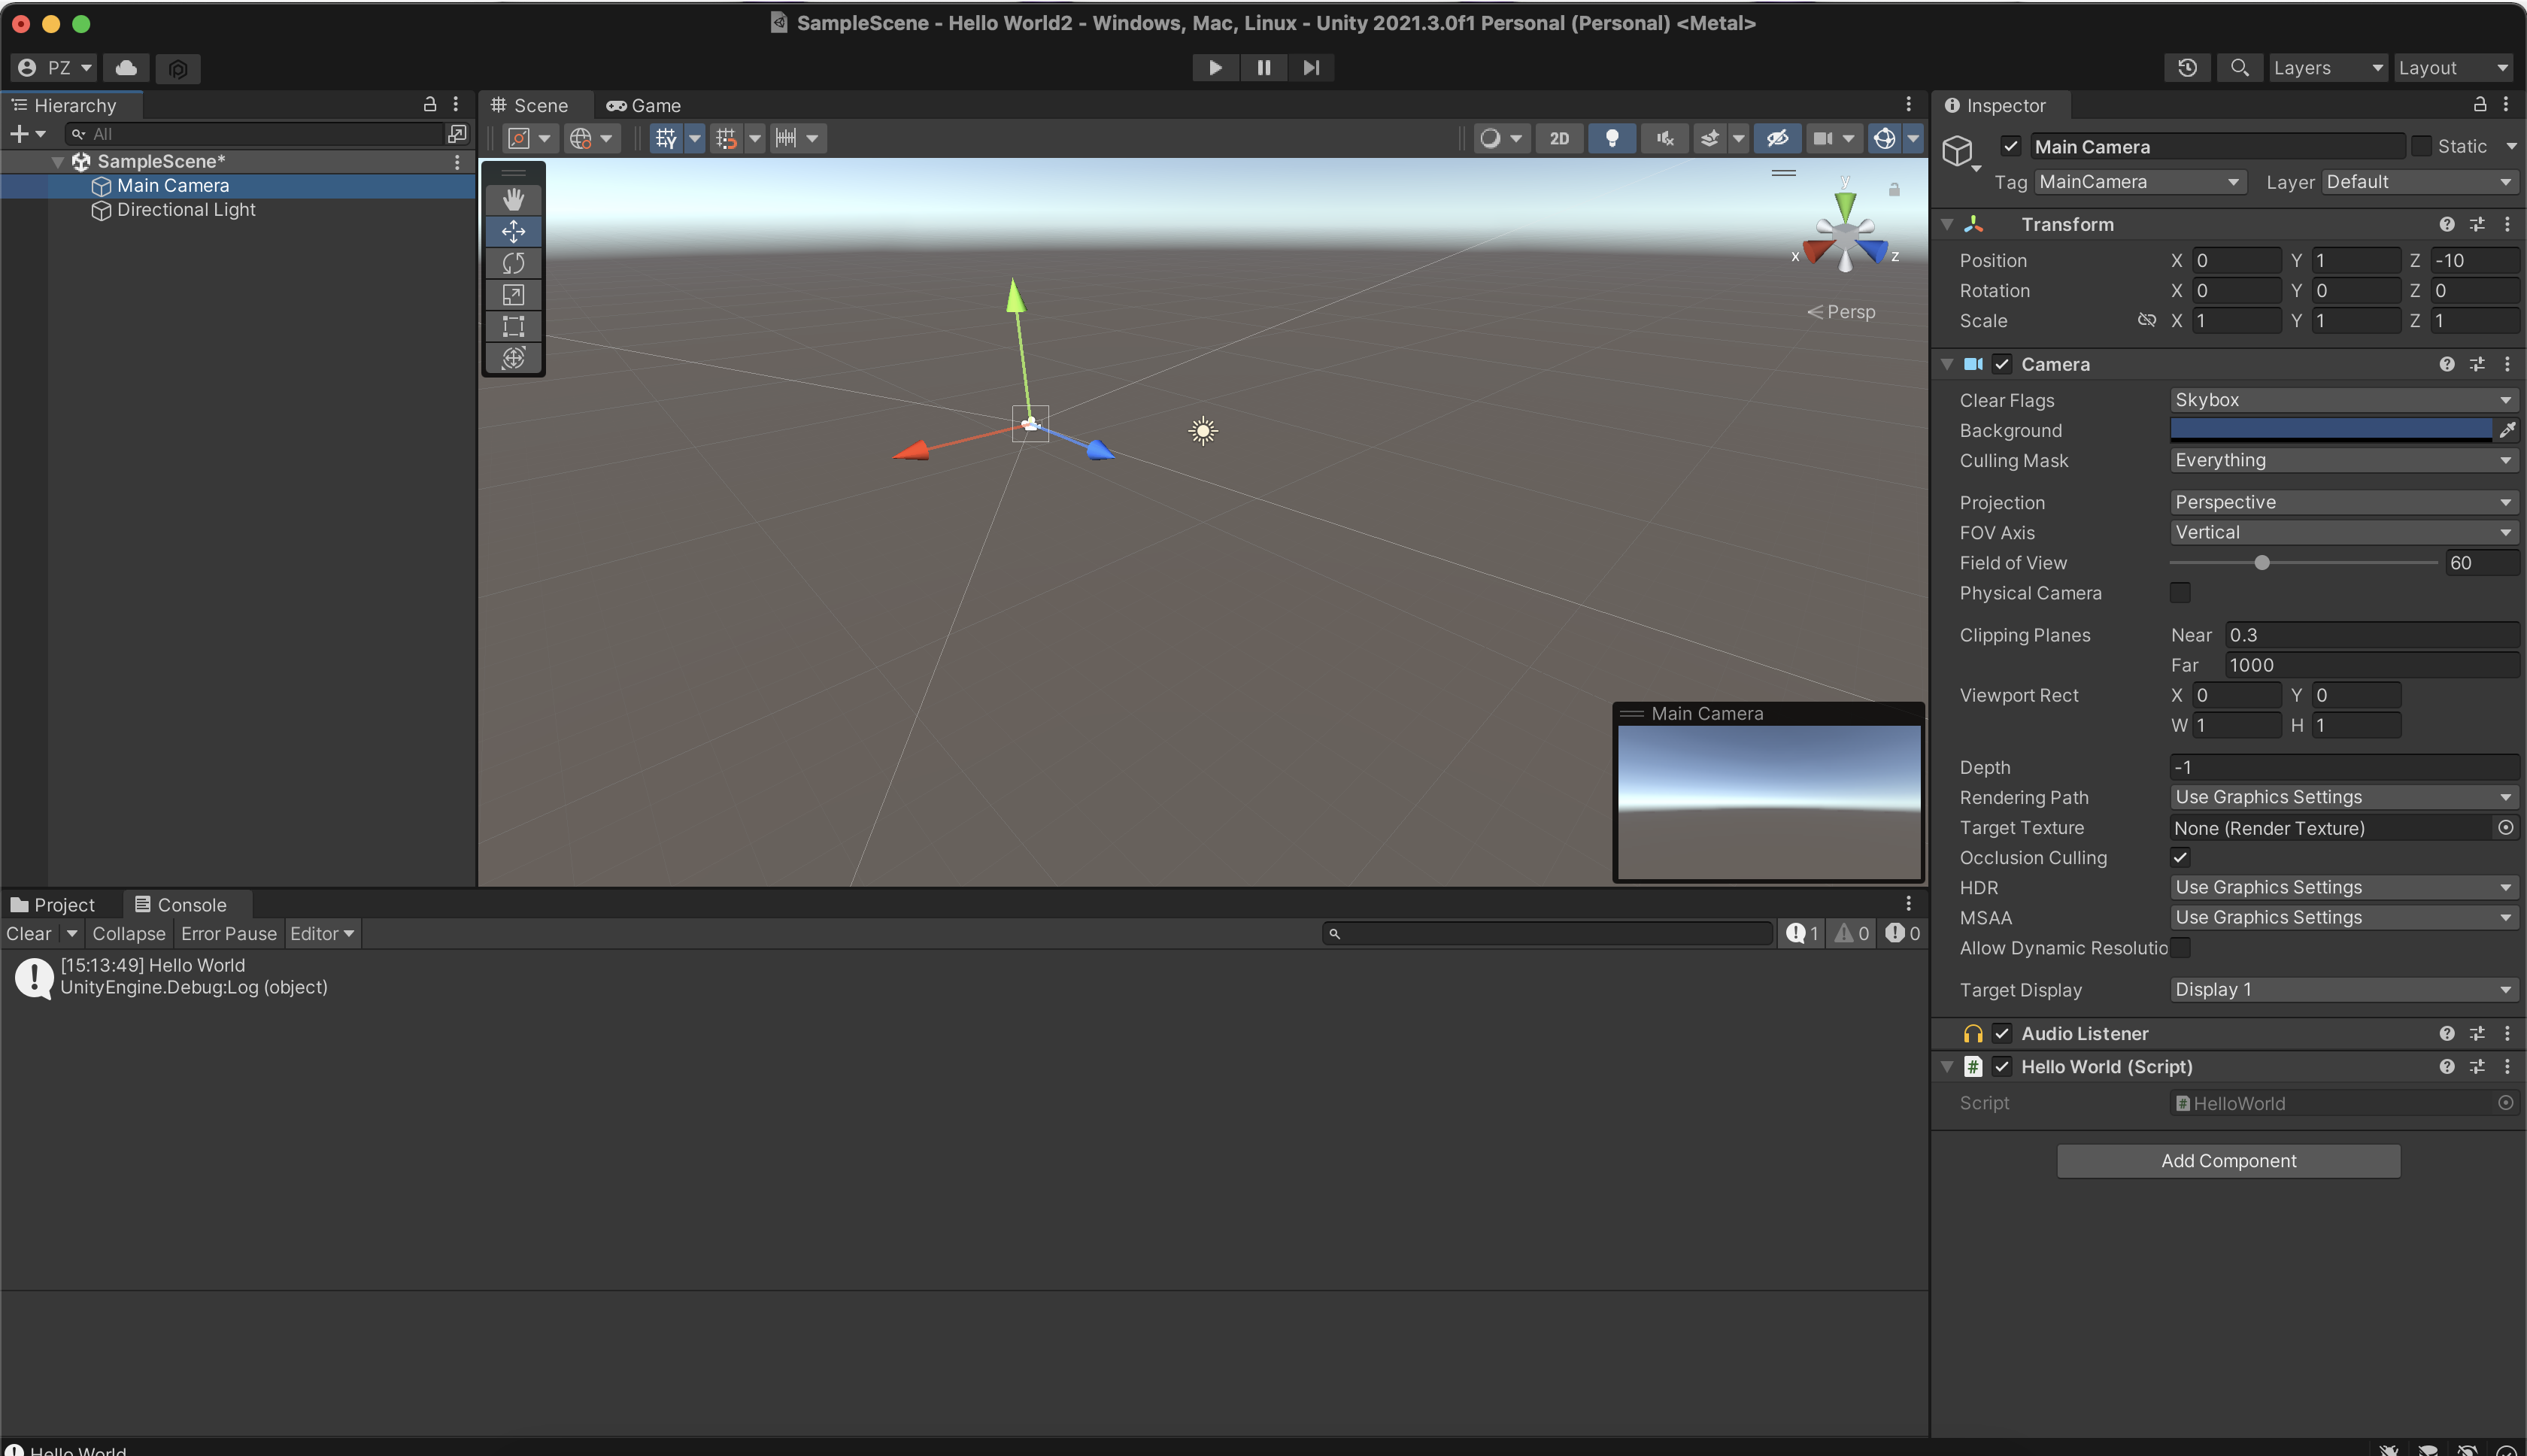 SampleScene - Hello World2 - Windows, Mac, Linux - Unity 2021.3.0f1 Personal (Personal) <Metal>
PZ
Layers
Layout
Hierarchy
All
SampleScene*
Main Camera
Directional Light
Scene
Game
2D
y
x
z
Persp
Main Camera
Project
Console
Clear
Collapse
Error Pause
Editor
1
0
0
[15:13:49] Hello World
UnityEngine.Debug:Log (object)
Inspector
Main Camera
Static
Tag MainCamera
Layer Default
Transform
Position X 0 Y 1 Z -10
Rotation X 0 Y 0 Z 0
Scale X 1 Y 1 Z 1
Camera
Clear Flags Skybox
Background
Culling Mask Everything
Projection Perspective
FOV Axis Vertical
Field of View 60
Physical Camera
Clipping Planes Near 0.3
Far 1000
Viewport Rect X 0 Y 0
W 1 H 1
Depth -1
Rendering Path Use Graphics Settings
Target Texture None (Render Texture)
Occlusion Culling
HDR Use Graphics Settings
MSAA Use Graphics Settings
Allow Dynamic Resolutio
Target Display Display 1
Audio Listener
# Hello World (Script)
Script # HelloWorld
Add Component
Hello World